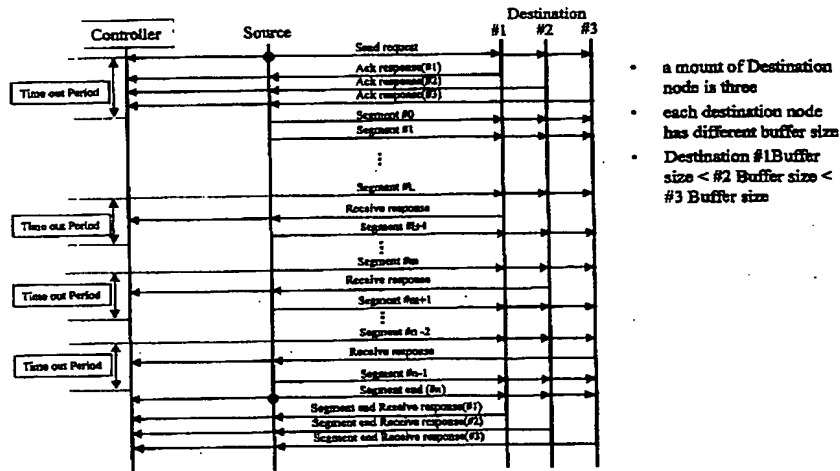 Destination
Controller
Source
#1
#2
#3
Send request
Ack response(#1)
Ack response(#2)
Ack response(#3)
Time out Period
Segment #0
Segment #1
Segment #L
Receive response
Time out Period
Segment #L+1
Segment #m
Receive response
Time out Period
Segment #m+1
Segment #n -2
Receive response
Time out Period
Segment #n-1
Segment end (#n)
Segment end Receive response(#1)
Segment end Receive response(#2)
Segment end Receive response(#3)
• a mount of Destination
node is three
• each destination node
has different buffer size
• Destination #1Buffer
size < #2 Buffer size <
#3 Buffer size